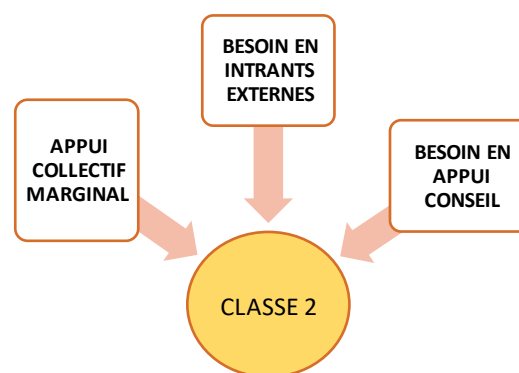 APPUI
COLLECTIF
MARGINAL
BESOIN EN
INTRANTS
EXTERNES
BESOIN EN
APPUI
CONSEIL
CLASSE 2